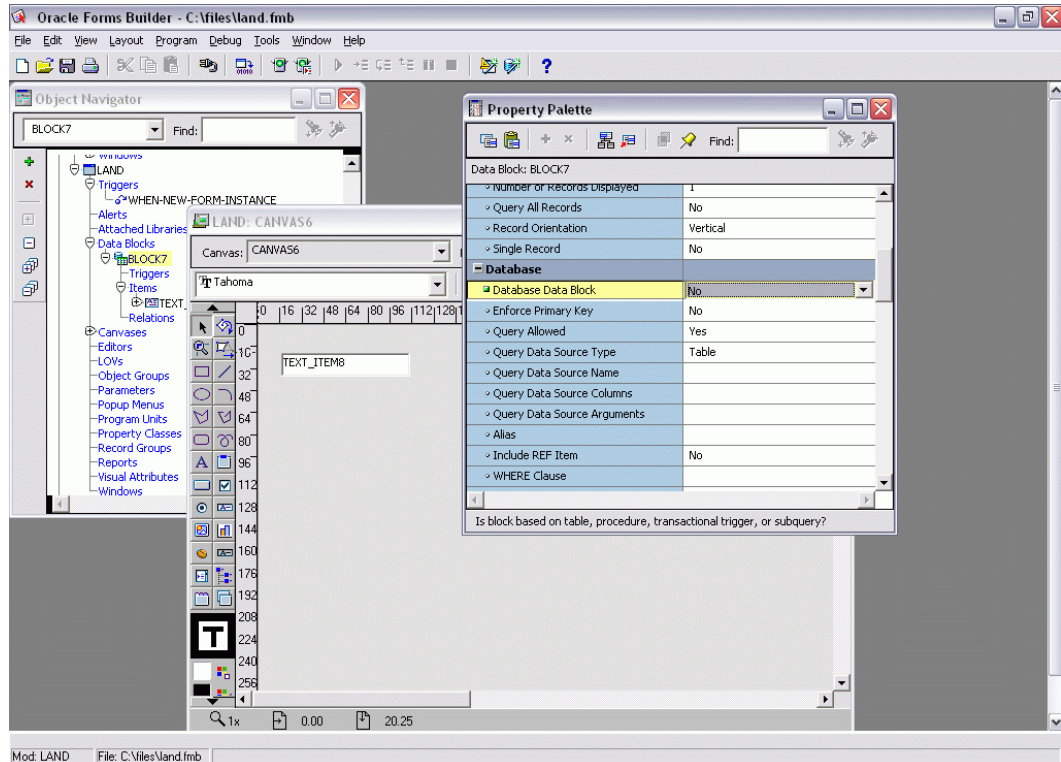 Oracle Forms Builder - C:\files\land.fmb
File Edit View Layout Program Debug Tools Window Help
Object Navigator
BLOCK7 Find:
Windows
LAND
Triggers
WHEN-NEW-FORM-INSTANCE
Alerts
Attached Libraries
Data Blocks
BLOCK7
Triggers
Items
TEXT_
Relations
Canvases
Editors
LOVs
Object Groups
Parameters
Popup Menus
Program Units
Property Classes
Record Groups
Reports
Visual Attributes
Windows
LAND: CANVAS6
Canvas: CANVAS6
Tahoma
0 16 32 48 64 80 96 112 128
0
16
32
48
64
80
96
112
128
144
160
176
192
208
224
240
256
TEXT_ITEM8
1x 0.00 20.25
Property Palette
Find:
Data Block: BLOCK7
Number of Records Displayed 1
Query All Records No
Record Orientation Vertical
Single Record No
Database
Database Data Block No
Enforce Primary Key No
Query Allowed Yes
Query Data Source Type Table
Query Data Source Name
Query Data Source Columns
Query Data Source Arguments
Alias
Include REF Item No
WHERE Clause
Is block based on table, procedure, transactional trigger, or subquery?
Mod: LAND File: C:\files\land.fmb